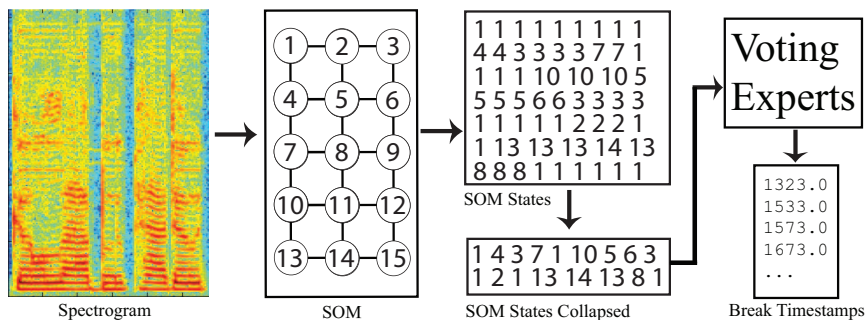 1 2 3
4 5 6
7 8 9
10 11 12
13 14 15
1 1 1 1 1 1 1 1 1
4 4 3 3 3 3 7 7 1
1 1 1 10 10 10 5
5 5 5 6 6 3 3 3 3
1 1 1 1 1 2 2 2 1
1 13 13 13 14 13
8 8 8 1 1 1 1 1 1
SOM States
1 4 3 7 1 10 5 6 3
1 2 1 13 14 13 8 1
Voting
Experts
1323.0
1533.0
1573.0
1673.0
...
Spectrogram
SOM
SOM States Collapsed
Break Timestamps